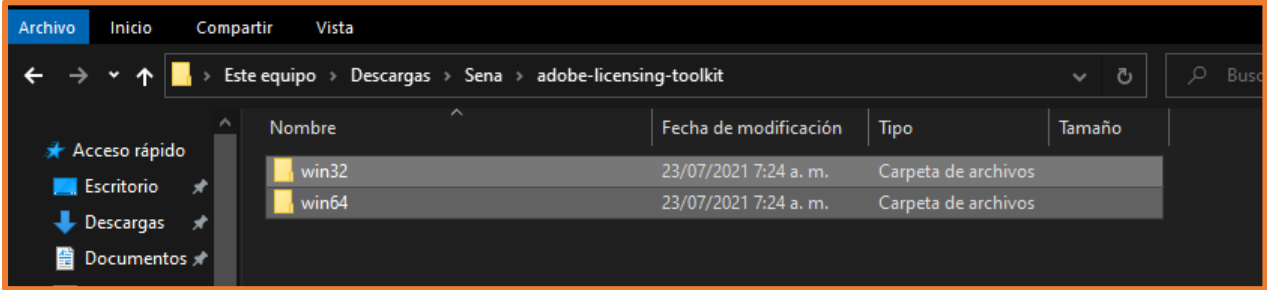 Archivo Inicio Compartir Vista
Este equipo > Descargas > Sena > adobe-licensing-toolkit
Nombre Fecha de modificación Tipo Tamaño
Acceso rápido
win32 23/07/2021 7:24 a. m. Carpeta de archivos
Escritorio
win64 23/07/2021 7:24 a. m. Carpeta de archivos
Descargas
Documentos